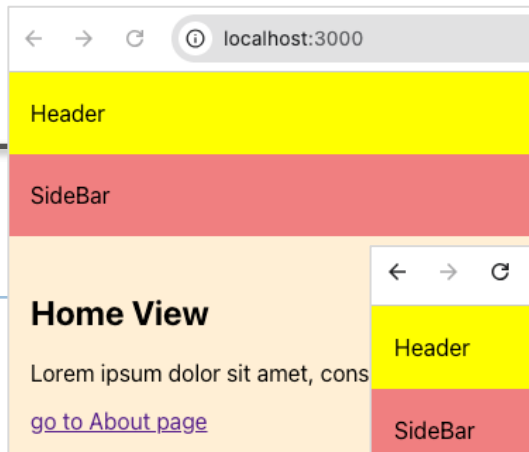 localhost:3000
Header
SideBar
Home View
Lorem ipsum dolor sit amet, cons
go to About page
Header
SideBar